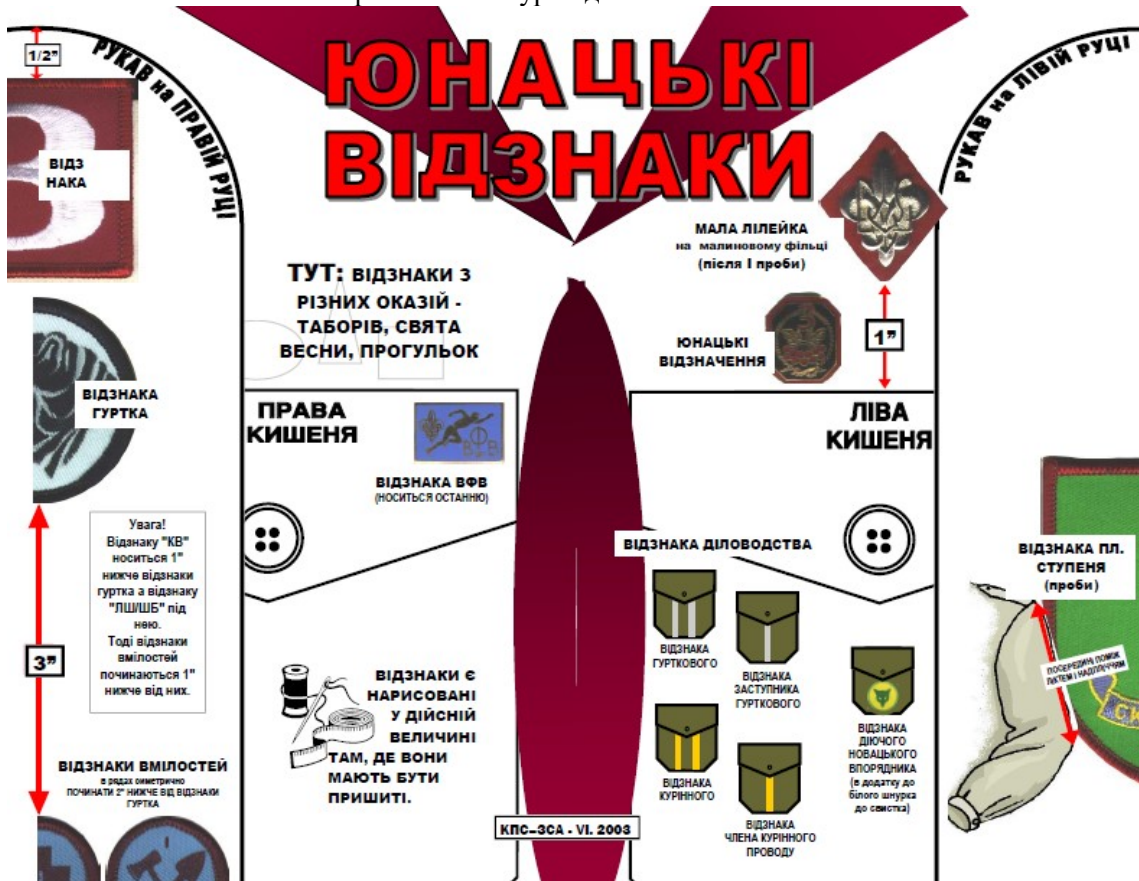 ЮНАЦЬКІ
ВІДЗНАКИ
1/2"
РУКАВ на ПРАВІЙ РУЦІ
ВІДЗ
НАКА
ВІДЗНАКА
ГУРТКА
Увага!
Відзнаку "КВ"
носиться 1"
нижче відзнаки
гуртка а відзнаку
"ЛШ/ШБ" під
нею.
Тоді відзнаки
вмілостей
починаються 1"
нижче від них.
3"
ВІДЗНАКИ ВМІЛОСТЕЙ
в рядах симетрично
ПОЧИНАТИ 2" НИЖЧЕ ВІД ВІДЗНАКИ
ГУРТКА
ТУТ: ВІДЗНАКИ З
РІЗНИХ ОКАЗІЙ -
ТАБОРІВ, СВЯТА
ВЕСНИ, ПРОГУЛЬОК
ПРАВА
КИШЕНЯ
ВФВ
ВІДЗНАКА ВФВ
(НОСИТЬСЯ ОСТАННЮ)
ВІДЗНАКИ Є
НАРИСОВАНІ
У ДІЙСНІЙ
ВЕЛИЧИНІ
ТАМ, ДЕ ВОНИ
МАЮТЬ БУТИ
ПРИШИТІ.
КПС–ЗСА - VI. 2003
РУКАВ на ЛІВІЙ РУЦІ
МАЛА ЛІЛЕЙКА
на малиновому фільці
(після І проби)
1"
ЮНАЦЬКІ
ВІДЗНАЧЕННЯ
ЛІВА
КИШЕНЯ
ВІДЗНАКА ДІЛОВОДСТВА
ВІДЗНАКА
ГУРТКОВОГО
ВІДЗНАКА
ЗАСТУПНИКА
ГУРТКОВОГО
ВІДЗНАКА
КУРІННОГО
ВІДЗНАКА
ЧЛЕНА КУРІННОГО
ПРОВОДУ
ВІДЗНАКА
ДІЮЧОГО
НОВАЦЬКОГО
ВПОРЯДНИКА
(в додатку до
білого шнурка
до свистка)
ВІДЗНАКА ПЛ.
СТУПЕНЯ
(проби)
ПОСЕРЕДИНІ ПОМІЖ
ЛІКТЕМ І НАДПЛІЧЧЯМ